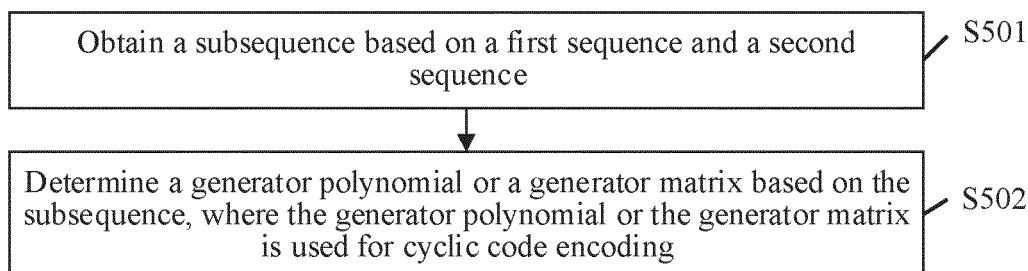 Obtain a subsequence based on a first sequence and a second
sequence
S501
Determine a generator polynomial or a generator matrix based on the
subsequence, where the generator polynomial or the generator matrix
is used for cyclic code encoding
S502